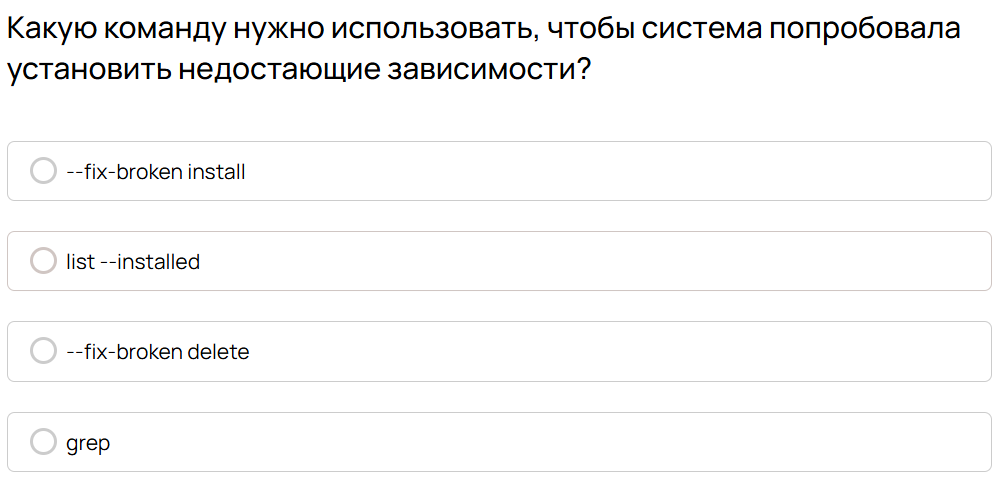 Какую команду нужно использовать, чтобы система попробовала
установить недостающие зависимости?
--fix-broken install
list --installed
--fix-broken delete
grep